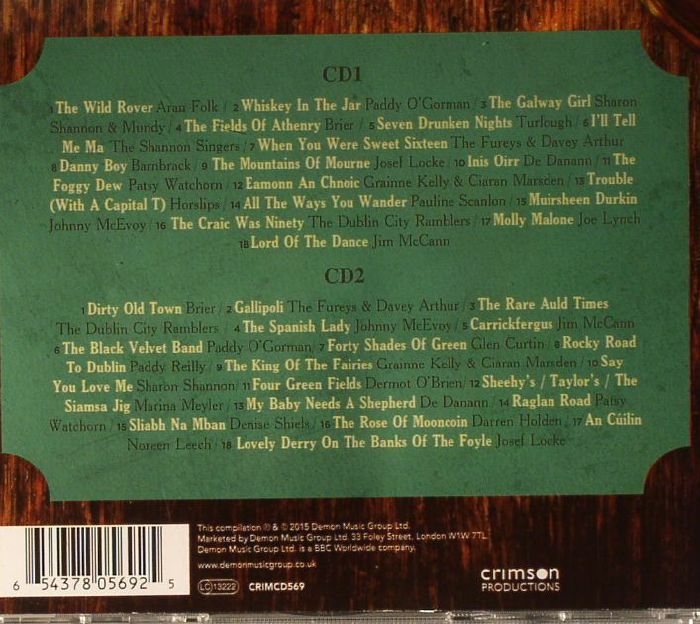 CD1
1 The Wild Rover Aran Folk / 2 Whiskey In The Jar Paddy O'Gorman / 3 The Galway Girl Sharon
Shannon & Mundy / 4 The Fields Of Athenry Brier / 5 Seven Drunken Nights Turlough / 6 I'll Tell
Me Ma The Shannon Singers / 7 When You Were Sweet Sixteen The Fureys & Davey Arthur
8 Danny Boy Barnbrack / 9 The Mountains Of Mourne Josef Locke / 10 Inis Oirr De Danann / 11 The
Foggy Dew Patsy Watchorn / 12 Eamonn An Chnoic Grainne Kelly & Ciaran Marsden / 13 Trouble
(With A Capital T) Horslips / 14 All The Ways You Wander Pauline Scanlon / 15 Muirsheen Durkin
Johnny McEvoy / 16 The Craic Was Ninety The Dublin City Ramblers / 17 Molly Malone Joe Lynch
18 Lord Of The Dance Jim McCann
CD2
1 Dirty Old Town Brier / 2 Gallipoli The Fureys & Davey Arthur / 3 The Rare Auld Times
The Dublin City Ramblers / 4 The Spanish Lady Johnny McEvoy / 5 Carrickfergus Jim McCann
6 The Black Velvet Band Paddy O'Gorman / 7 Forty Shades Of Green Glen Curtin / 8 Rocky Road
To Dublin Paddy Reilly / 9 The King Of The Fairies Grainne Kelly & Ciaran Marsden / 10 Say
You Love Me Sharon Shannon / 11 Four Green Fields Dermot O'Brien / 12 Sheehy's / Taylor's / The
Siamsa Jig Marina Meyler / 13 My Baby Needs A Shepherd De Danann / 14 Raglan Road Patsy
Watchorn / 15 Sliabh Na Mban Denise Shiels / 16 The Rose Of Mooncoin Darren Holden / 17 An Cúilin
Noreen Leech / 18 Lovely Derry On The Banks Of The Foyle Josef Locke
This compilation ℗ & © 2015 Demon Music Group Ltd.
Marketed by Demon Music Group Ltd. 33 Foley Street, London W1W 7TL.
Demon Music Group Ltd. is a BBC Worldwide company.
www.demonmusicgroup.co.uk
LC 13222 CRIMCD569
6 54378 05692 5
crimson
PRODUCTIONS